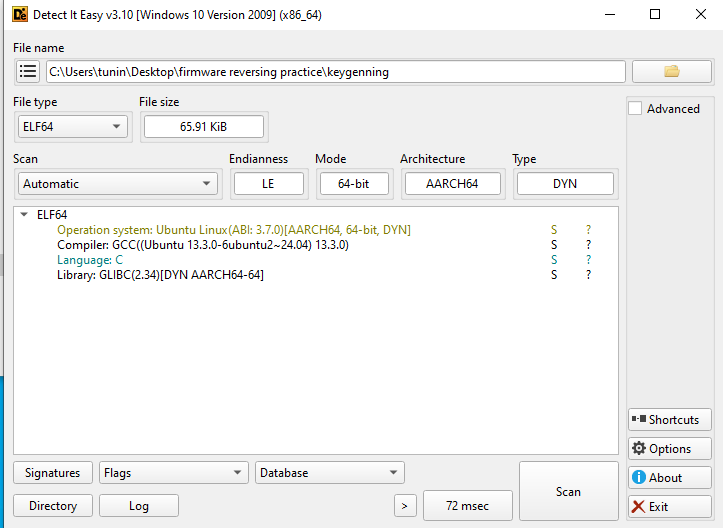 Detect It Easy v3.10 [Windows 10 Version 2009] (x86_64)
File name
C:\Users\tunin\Desktop\firmware reversing practice\keygenning
File type File size
ELF64 65.91 KiB
Advanced
Scan Endianness Mode Architecture Type
Automatic LE 64-bit AARCH64 DYN
ELF64
Operation system: Ubuntu Linux(ABI: 3.7.0)[AARCH64, 64-bit, DYN] S ?
Compiler: GCC((Ubuntu 13.3.0-6ubuntu2~24.04) 13.3.0) S ?
Language: C S ?
Library: GLIBC(2.34)[DYN AARCH64-64] S ?
Shortcuts
Options
Signatures Flags Database Scan About
Directory Log > 72 msec Exit